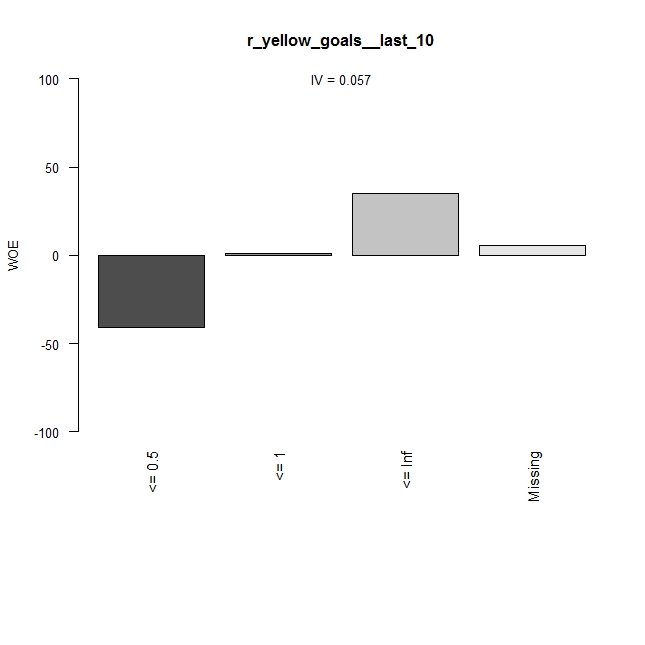 r_yellow_goals__last_10
IV = 0.057
100
50
0
-50
-100
WOE
<= 0.5
<= 1
<= Inf
Missing